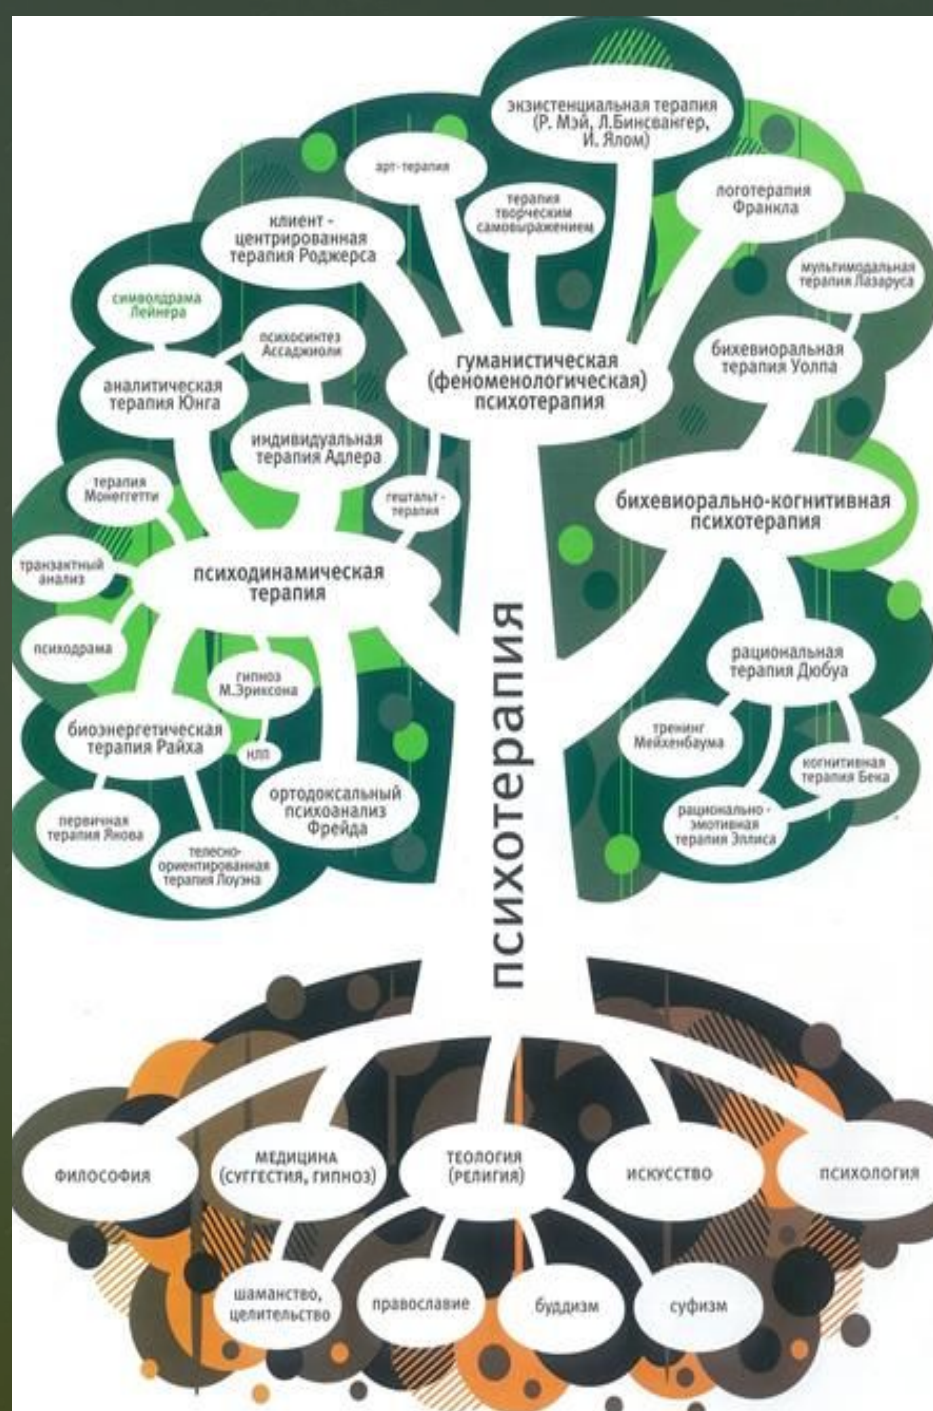 экзистенциальная терапия
(Р. Мэй, Л.Бинсвангер,
И. Ялом)
арт-терапия
логотерапия
Франкла
терапия
творческим
самовыражением
клиент -
центрированная
терапия Роджерса
мультимодальная
терапия Лазаруса
символдрама
Лейнера
психосинтез
Ассаджиоли
бихевиоральная
терапия Уолпа
гуманистическая
(феноменологическая)
психотерапия
аналитическая
терапия Юнга
индивидуальная
терапия Адлера
терапия
Монеггетти
гештальт -
терапия
бихевиорально-когнитивная
психотерапия
транзактный
анализ
психодинамическая
терапия
психодрама
гипноз
М.Эриксона
рациональная
терапия Дюбуа
биоэнергетическая
терапия Райха
нлп
тренинг
Мейхенбаума
когнитивная
терапия Бека
ортодоксальный
психоанализ
Фрейда
первичная
терапия Янова
рационально -
эмотивная
терапия Эллиса
телесно-
ориентированная
терапия Лоуэна
психотерапия
ФИЛОСОФИЯ
МЕДИЦИНА
(СУГГЕСТИЯ, ГИПНОЗ)
ТЕОЛОГИЯ
(РЕЛИГИЯ)
ИСКУССТВО
ПСИХОЛОГИЯ
шаманство,
целительство
православие
буддизм
суфизм